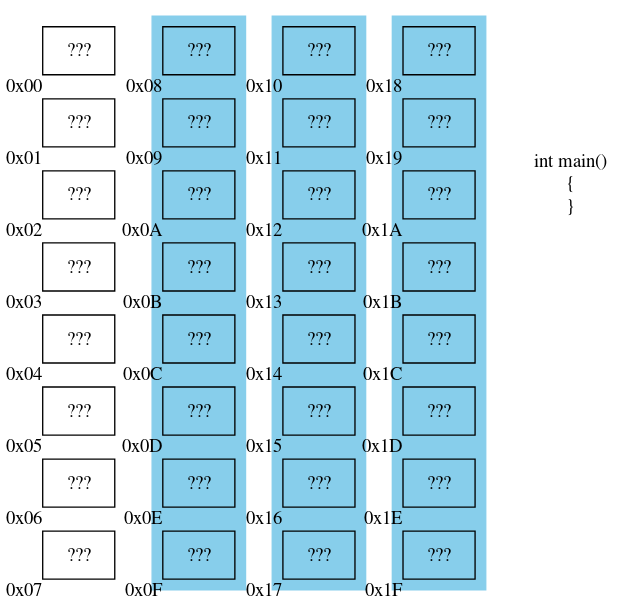 ??? ??? ??? ???
0x00 0x08 0x10 0x18
??? ??? ??? ???
0x01 0x09 0x11 0x19
int main()
??? ??? ??? ???
{
}
0x02 0x0A 0x12 0x1A
??? ??? ??? ???
0x03 0x0B 0x13 0x1B
??? ??? ??? ???
0x04 0x0C 0x14 0x1C
??? ??? ??? ???
0x05 0x0D 0x15 0x1D
??? ??? ??? ???
0x06 0x0E 0x16 0x1E
??? ??? ??? ???
0x07 0x0F 0x17 0x1F